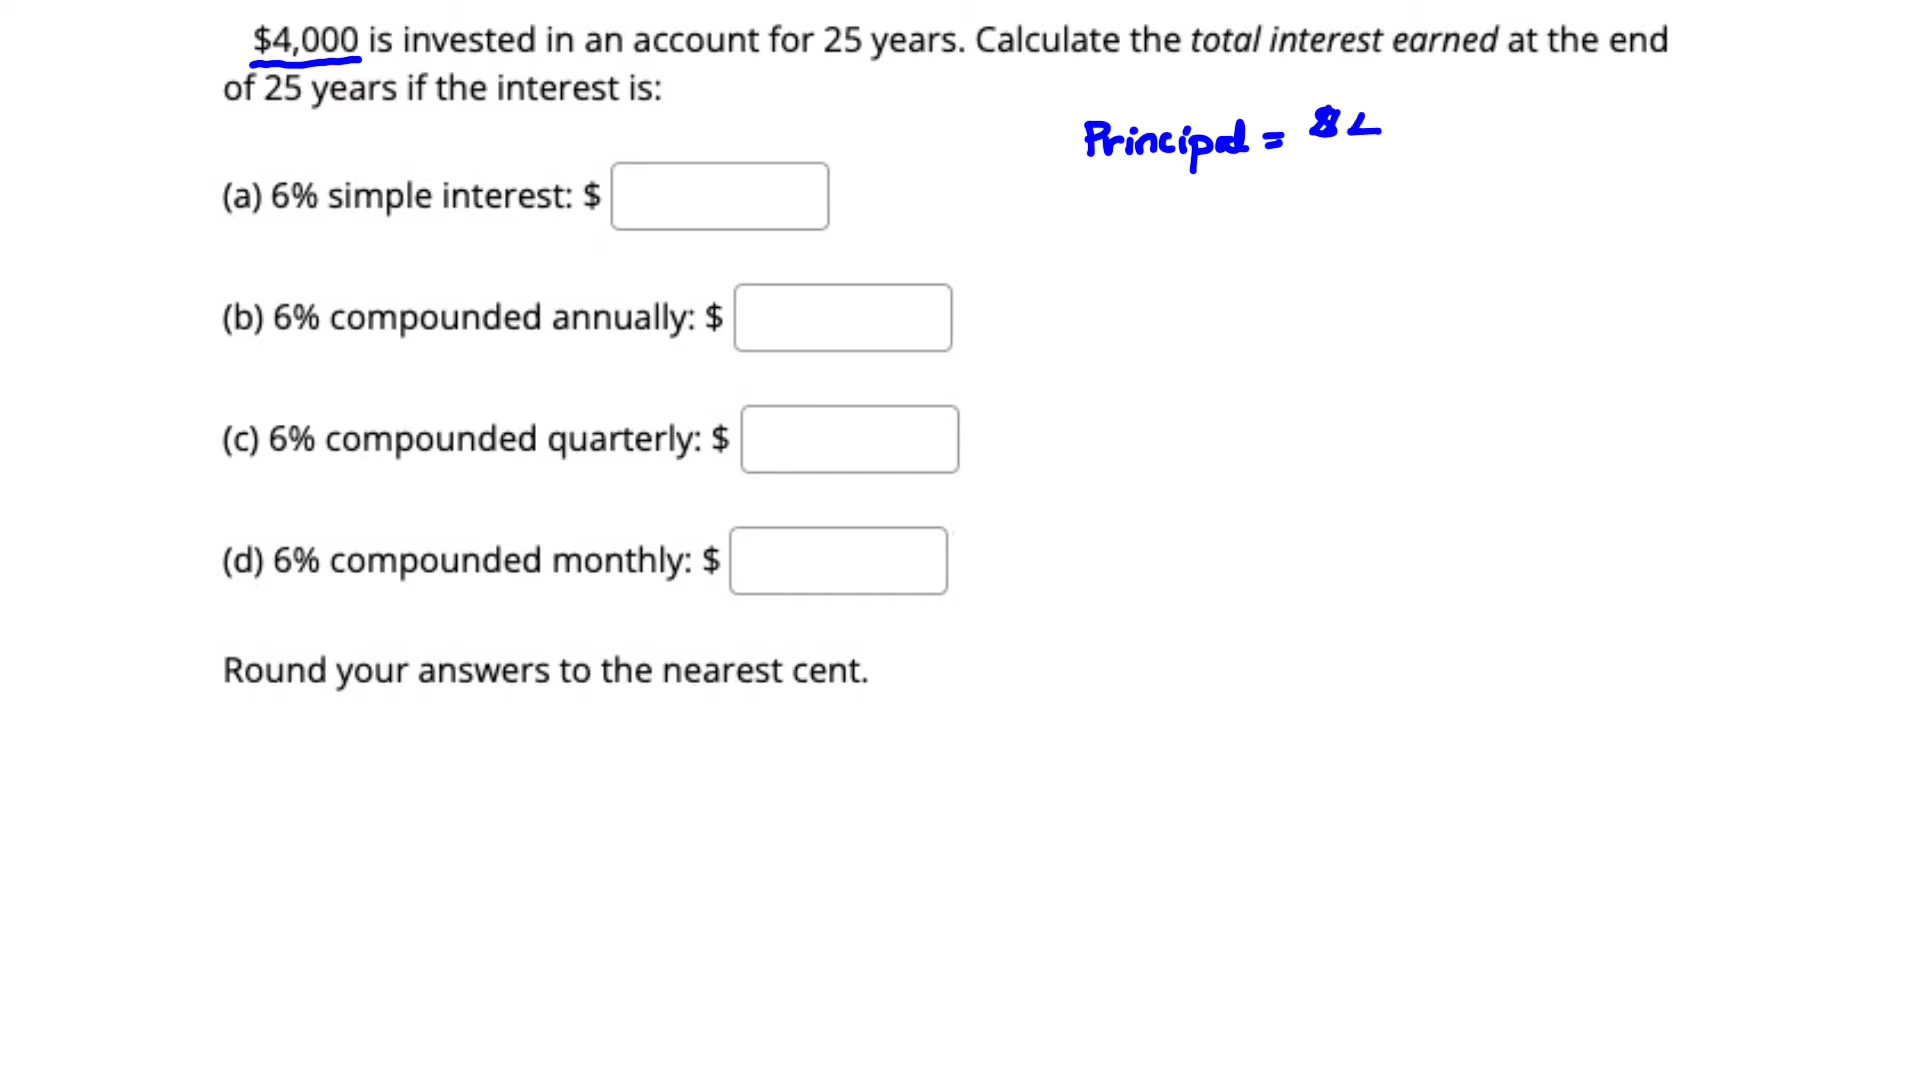 $4,000 is invested in an account for 25 years. Calculate the total interest earned at the end
of 25 years if the interest is:
Principal = $
(a) 6% simple interest: $
(b) 6% compounded annually: $
(c) 6% compounded quarterly: $
(d) 6% compounded monthly: $
Round your answers to the nearest cent.